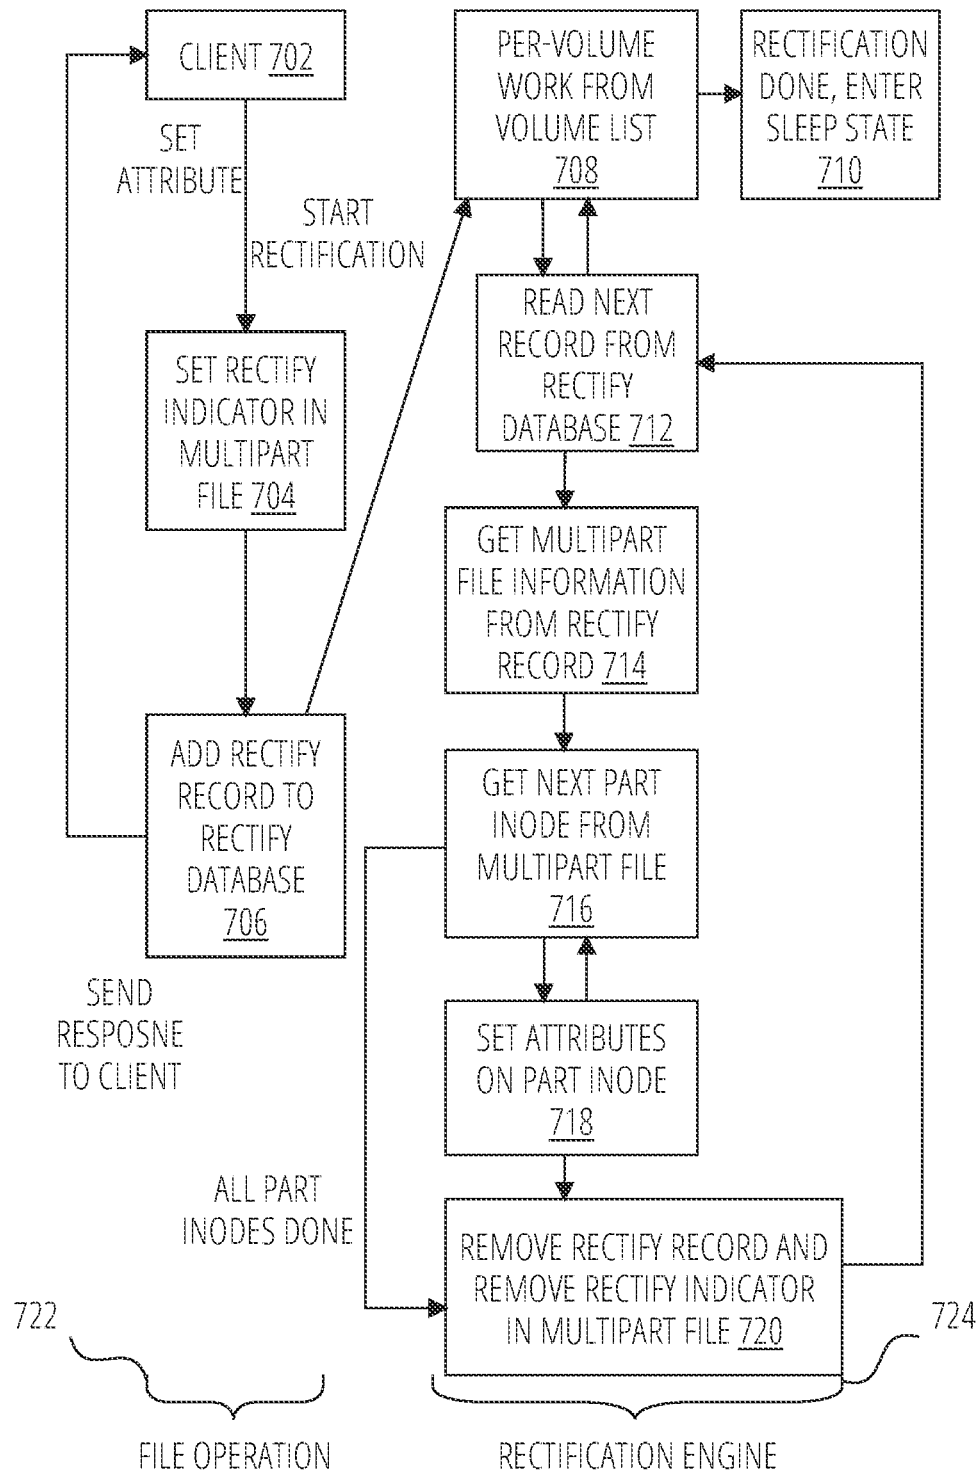 CLIENT 702
SET
ATTRIBUTE
START
RECTIFICATION
SET RECTIFY
INDICATOR IN
MULTIPART
FILE 704
ADD RECTIFY
RECORD TO
RECTIFY
DATABASE
706
SEND
RESPOSNE
TO CLIENT
PER-VOLUME
WORK FROM
VOLUME LIST
708
RECTIFICATION
DONE, ENTER
SLEEP STATE
710
READ NEXT
RECORD FROM
RECTIFY
DATABASE 712
GET MULTIPART
FILE INFORMATION
FROM RECTIFY
RECORD 714
GET NEXT PART
INODE FROM
MULTIPART FILE
716
SET ATTRIBUTES
ON PART INODE
718
ALL PART
INODES DONE
REMOVE RECTIFY RECORD AND
REMOVE RECTIFY INDICATOR
IN MULTIPART FILE 720
722
724
FILE OPERATION
RECTIFICATION ENGINE